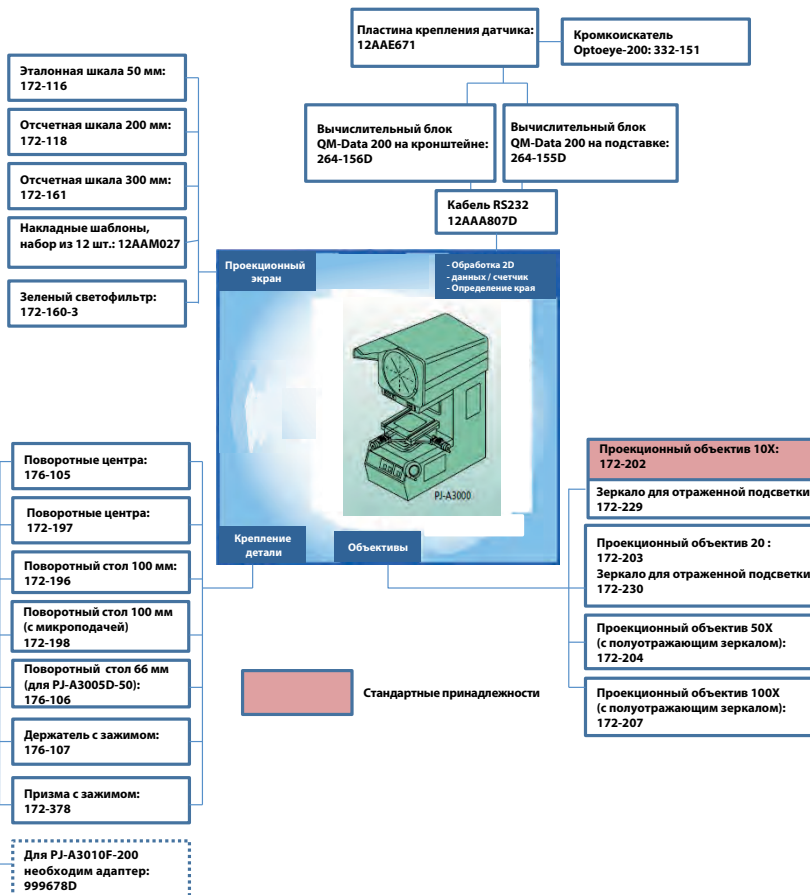 Пластина крепления датчика:
12AAE671
Кромкоискатель
Optoeye-200: 332-151
Эталонная шкала 50 мм:
172-116
Отсчетная шкала 200 мм:
172-118
Отсчетная шкала 300 мм:
172-161
Накладные шаблоны,
набор из 12 шт.: 12AAM027
Зеленый светофильтр:
172-160-3
Вычислительный блок
QM-Data 200 на кронштейне:
264-156D
Вычислительный блок
QM-Data 200 на подставке:
264-155D
Кабель RS232
12AAA807D
Проекционный
экран
- Обработка 2D
- данных / счетчик
- Определение края
PJ-A3000
Крепление
детали
Объективы
Поворотные центра:
176-105
Поворотные центра:
172-197
Поворотный стол 100 мм:
172-196
Поворотный стол 100 мм
(с микроподачей)
172-198
Поворотный стол 66 мм
(для PJ-A3005D-50):
176-106
Держатель с зажимом:
176-107
Призма с зажимом:
172-378
Для PJ-A3010F-200
необходим адаптер:
999678D
Стандартные принадлежности
Проекционный объектив 10X:
172-202
Зеркало для отраженной подсветки
172-229
Проекционный объектив 20 :
172-203
Зеркало для отраженной подсветки
172-230
Проекционный объектив 50X
(с полуотражающим зеркалом):
172-204
Проекционный объектив 100X
(с полуотражающим зеркалом):
172-207